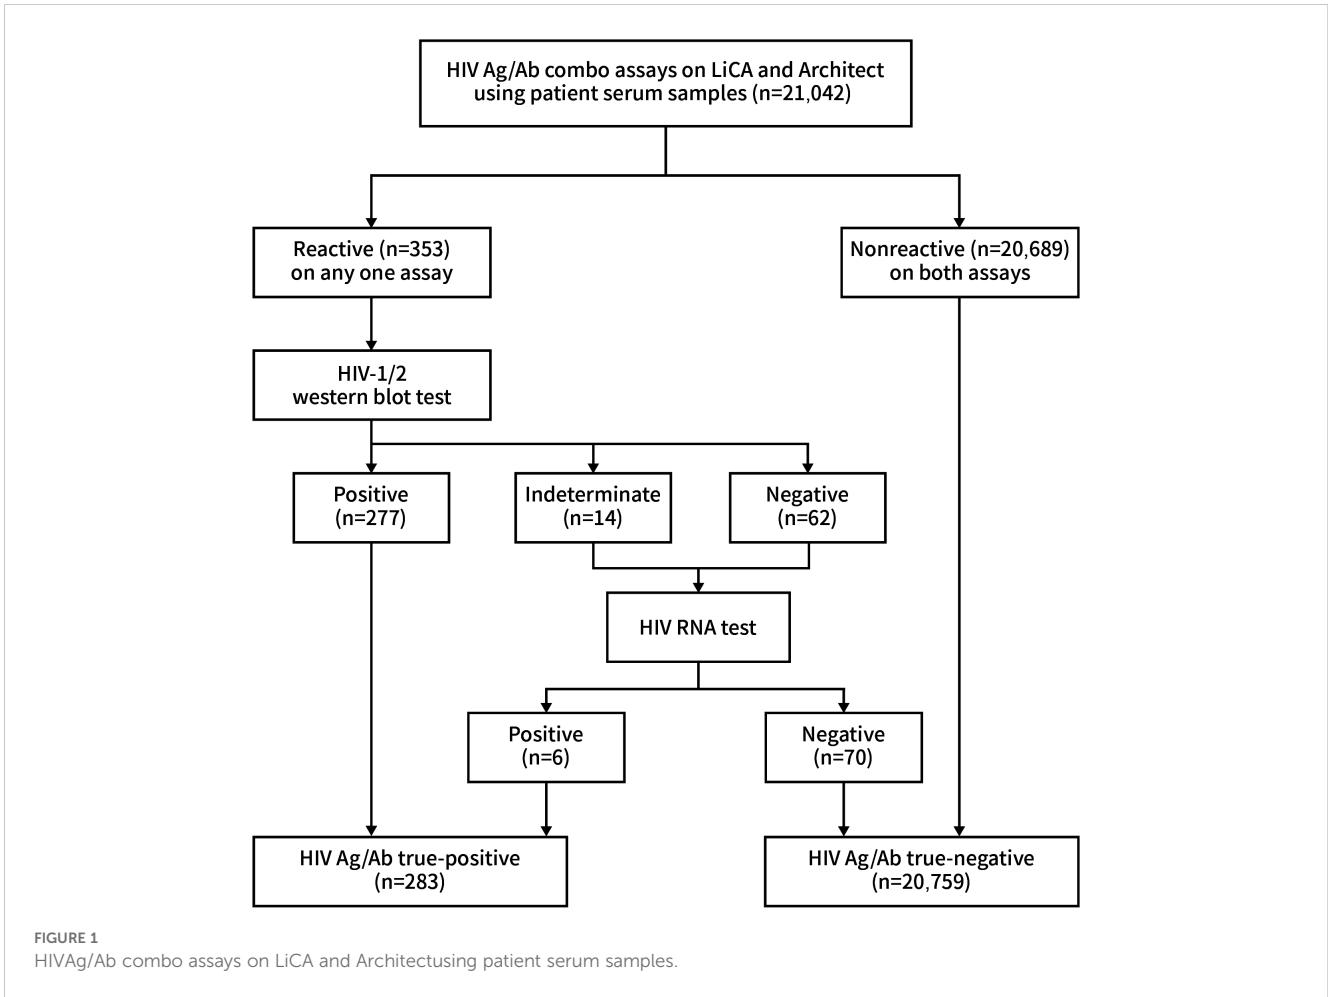 HIV Ag/Ab combo assays on LiCA and Architect
using patient serum samples (n=21,042)
Reactive (n=353)
on any one assay
Nonreactive (n=20,689)
on both assays
HIV-1/2
western blot test
Positive
(n=277)
Indeterminate
(n=14)
Negative
(n=62)
HIV RNA test
Positive
(n=6)
Negative
(n=70)
HIV Ag/Ab true-positive
(n=283)
HIV Ag/Ab true-negative
(n=20,759)
FIGURE 1
HIVAg/Ab combo assays on LiCA and Architectusing patient serum samples.